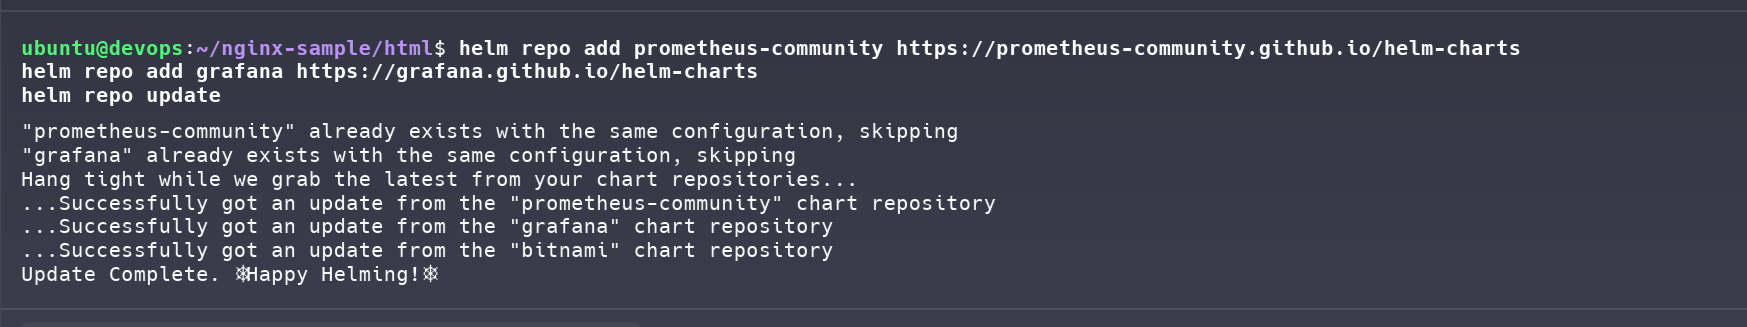 ubuntu@devops:~/nginx-sample/html$ helm repo add prometheus-community https://prometheus-community.github.io/helm-charts
helm repo add grafana https://grafana.github.io/helm-charts
helm repo update
"prometheus-community" already exists with the same configuration, skipping
"grafana" already exists with the same configuration, skipping
Hang tight while we grab the latest from your chart repositories...
...Successfully got an update from the "prometheus-community" chart repository
...Successfully got an update from the "grafana" chart repository
...Successfully got an update from the "bitnami" chart repository
Update Complete. ⎈Happy Helming!⎈